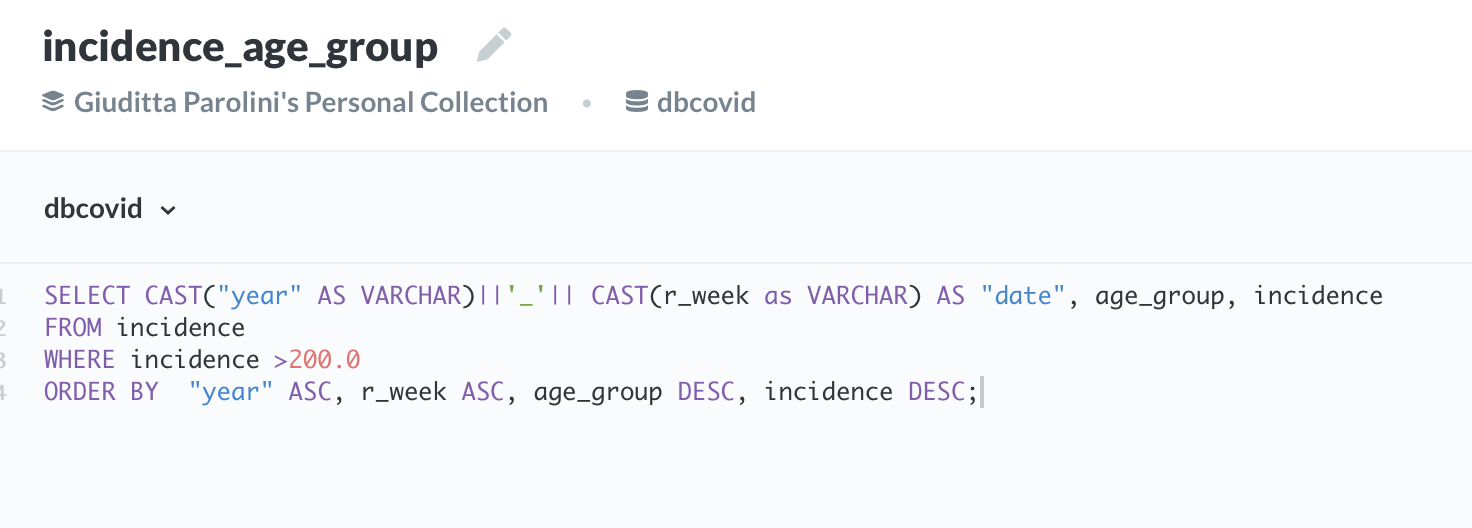 incidence_age_group
Giuditta Parolini's Personal Collection • dbcovid
dbcovid
1 SELECT CAST("year" AS VARCHAR)||'_'|| CAST(r_week as VARCHAR) AS "date", age_group, incidence
2 FROM incidence
3 WHERE incidence >200.0
4 ORDER BY  "year" ASC, r_week ASC, age_group DESC, incidence DESC;